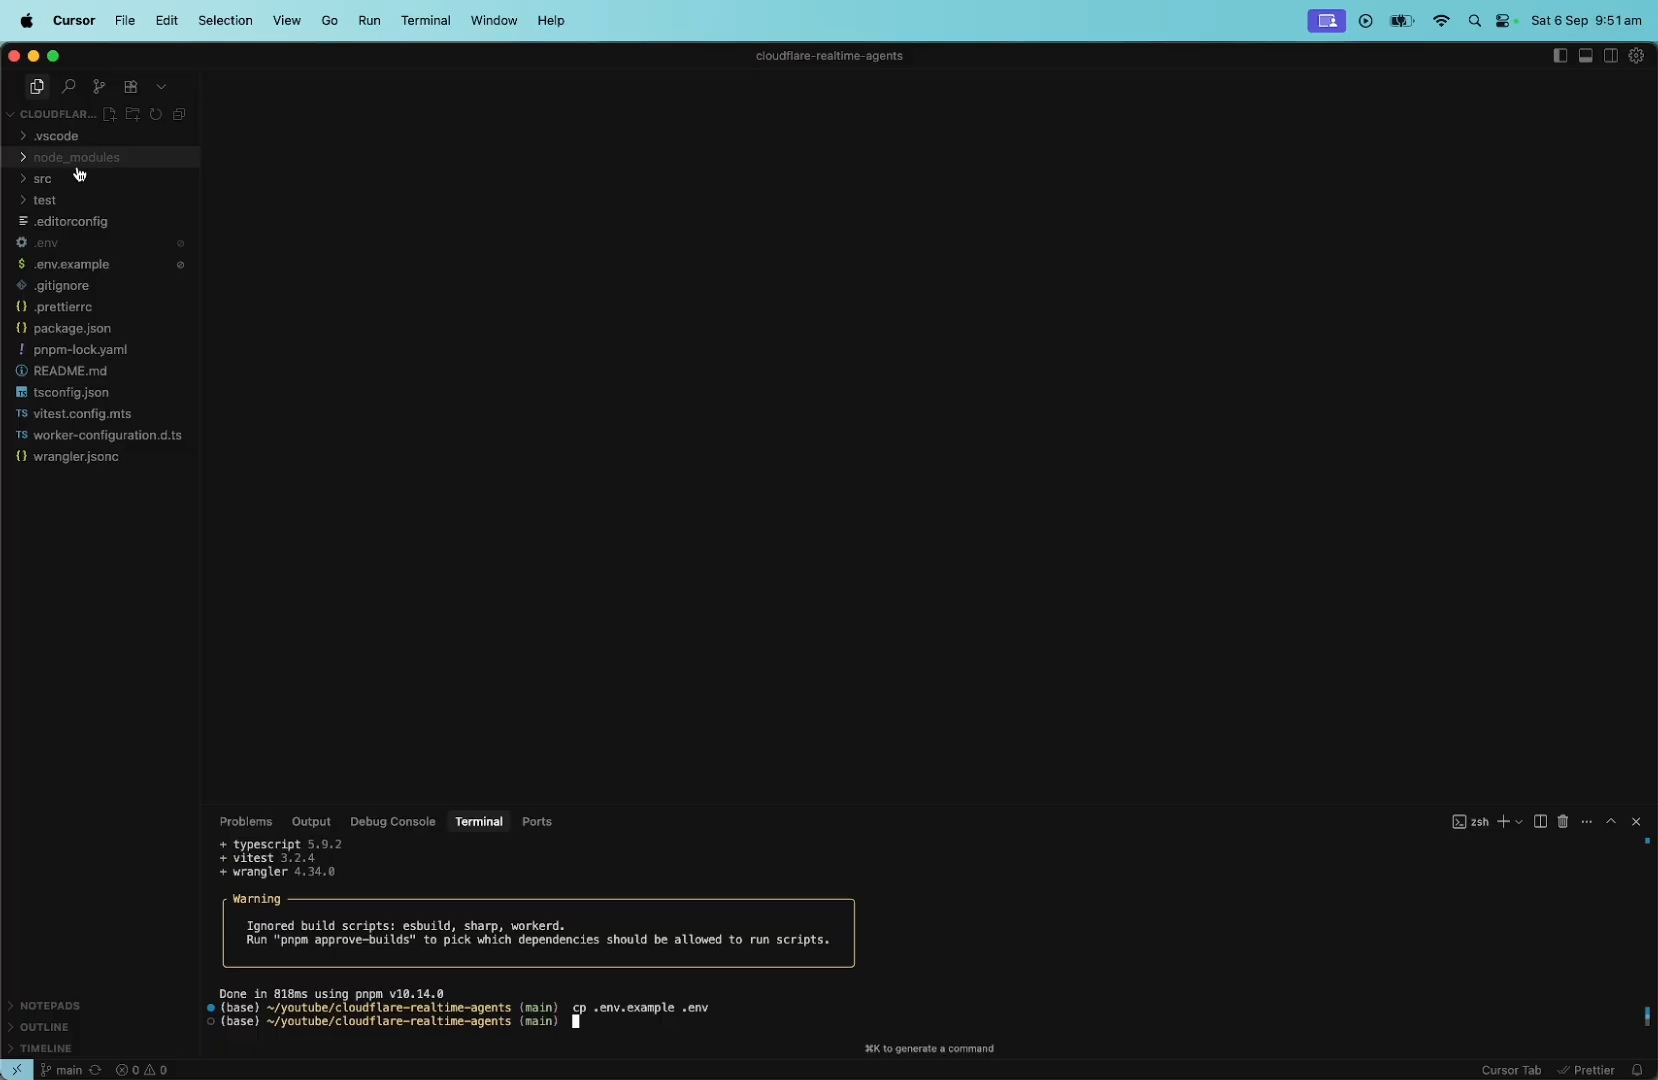 Cursor File Edit Selection View Go Run Terminal Window Help Sat 6 Sep 9:51 am
cloudflare-realtime-agents
CLOUDFLAR...
.vscode
node_modules
src
test
.editorconfig
.env
$ .env.example
.gitignore
{} .prettierrc
{} package.json
! pnpm-lock.yaml
README.md
TS tsconfig.json
TS vitest.config.mts
TS worker-configuration.d.ts
{} wrangler.jsonc
Problems Output Debug Console Terminal Ports zsh
+ typescript 5.9.2
+ vitest 3.2.4
+ wrangler 4.34.0
Warning
Ignored build scripts: esbuild, sharp, workerd.
Run "pnpm approve-builds" to pick which dependencies should be allowed to run scripts.
Done in 818ms using pnpm v10.14.0
(base) ~/youtube/cloudflare-realtime-agents (main) cp .env.example .env
(base) ~/youtube/cloudflare-realtime-agents (main)
⌘K to generate a command
NOTEPADS
OUTLINE
TIMELINE
main 0 0 Cursor Tab Prettier